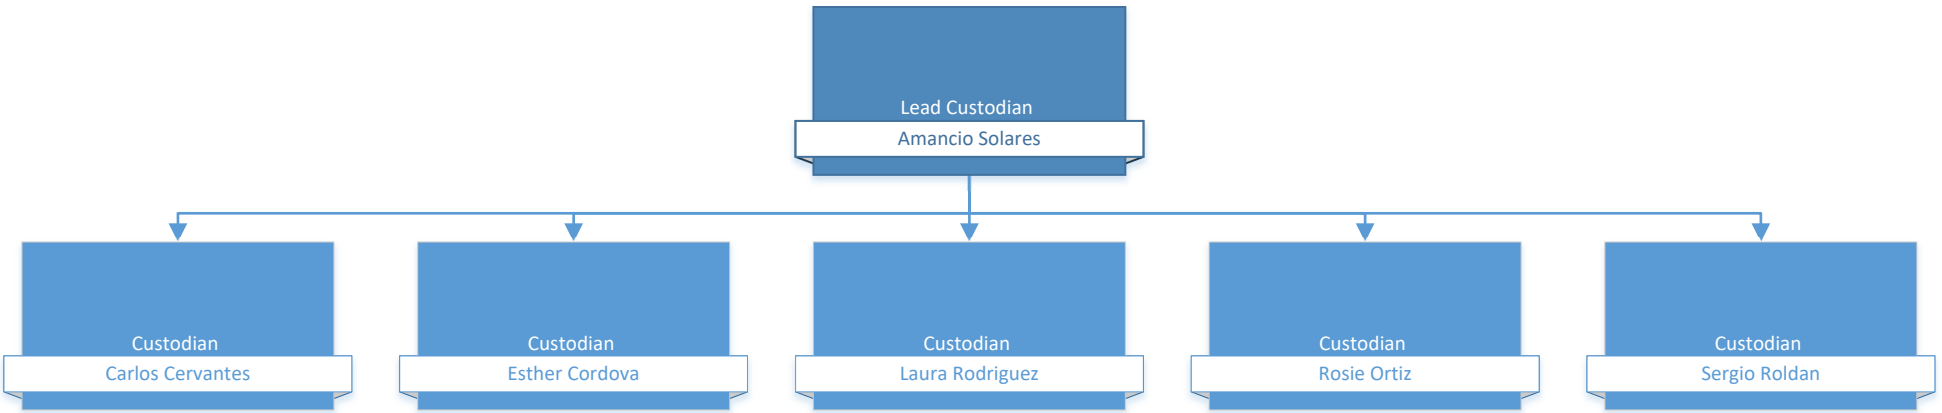 Lead Custodian
Amancio Solares
Custodian
Carlos Cervantes
Custodian
Esther Cordova
Custodian
Laura Rodriguez
Custodian
Rosie Ortiz
Custodian
Sergio Roldan